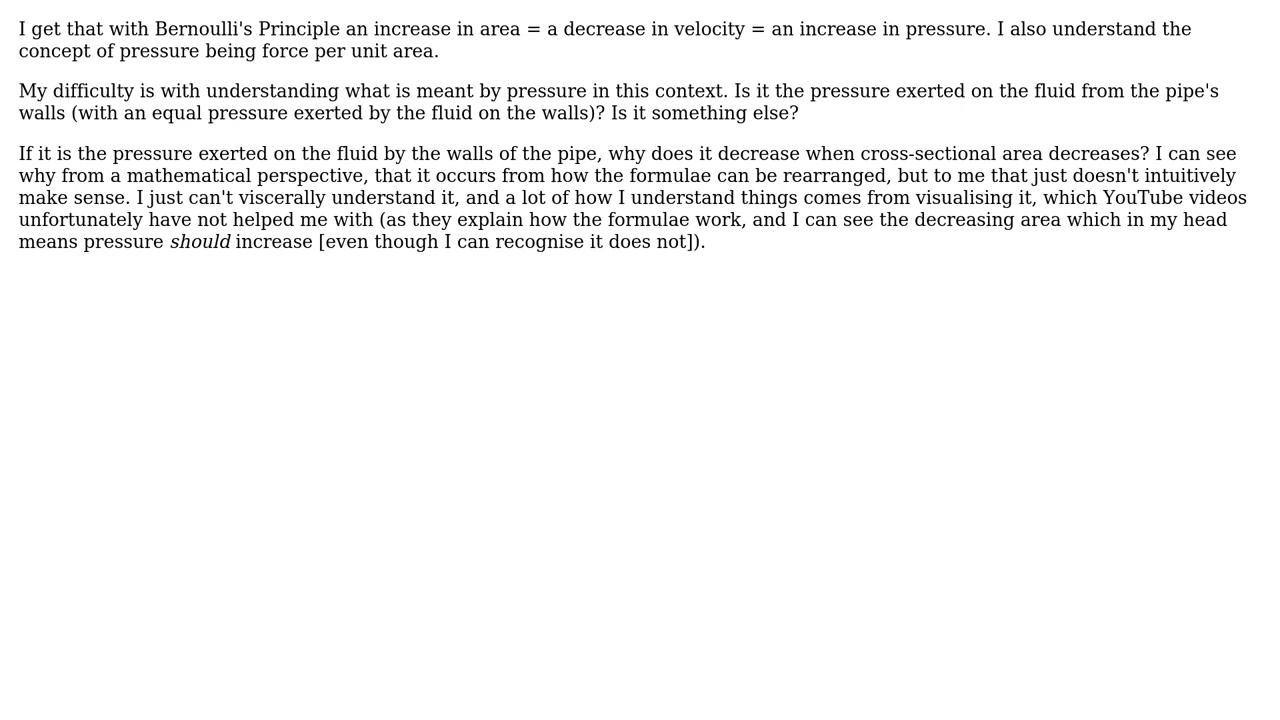 I get that with Bernoulli's Principle an increase in area = a decrease in velocity = an increase in pressure. I also understand the
concept of pressure being force per unit area.
My difficulty is with understanding what is meant by pressure in this context. Is it the pressure exerted on the fluid from the pipe's
walls (with an equal pressure exerted by the fluid on the walls)? Is it something else?
If it is the pressure exerted on the fluid by the walls of the pipe, why does it decrease when cross-sectional area decreases? I can see
why from a mathematical perspective, that it occurs from how the formulae can be rearranged, but to me that just doesn't intuitively
make sense. I just can't viscerally understand it, and a lot of how I understand things comes from visualising it, which YouTube videos
unfortunately have not helped me with (as they explain how the formulae work, and I can see the decreasing area which in my head
means pressure should increase [even though I can recognise it does not]).